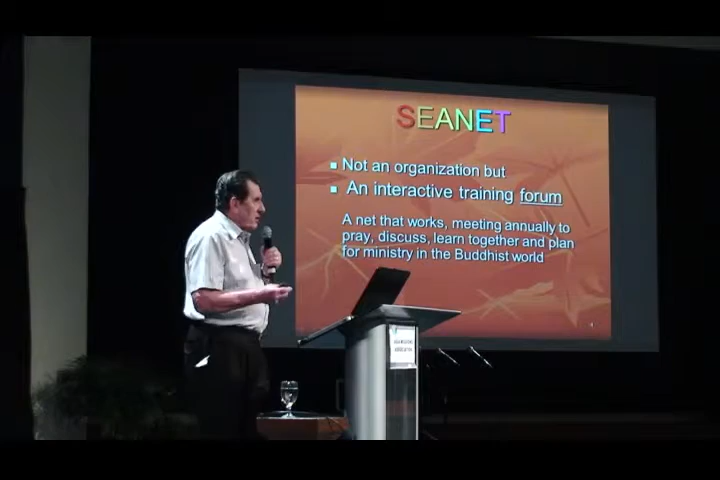 SEANET
Not an organization but
An interactive training forum
A net that works, meeting annually to
pray, discuss, learn together and plan
for ministry in the Buddhist world
ASSOCIATION